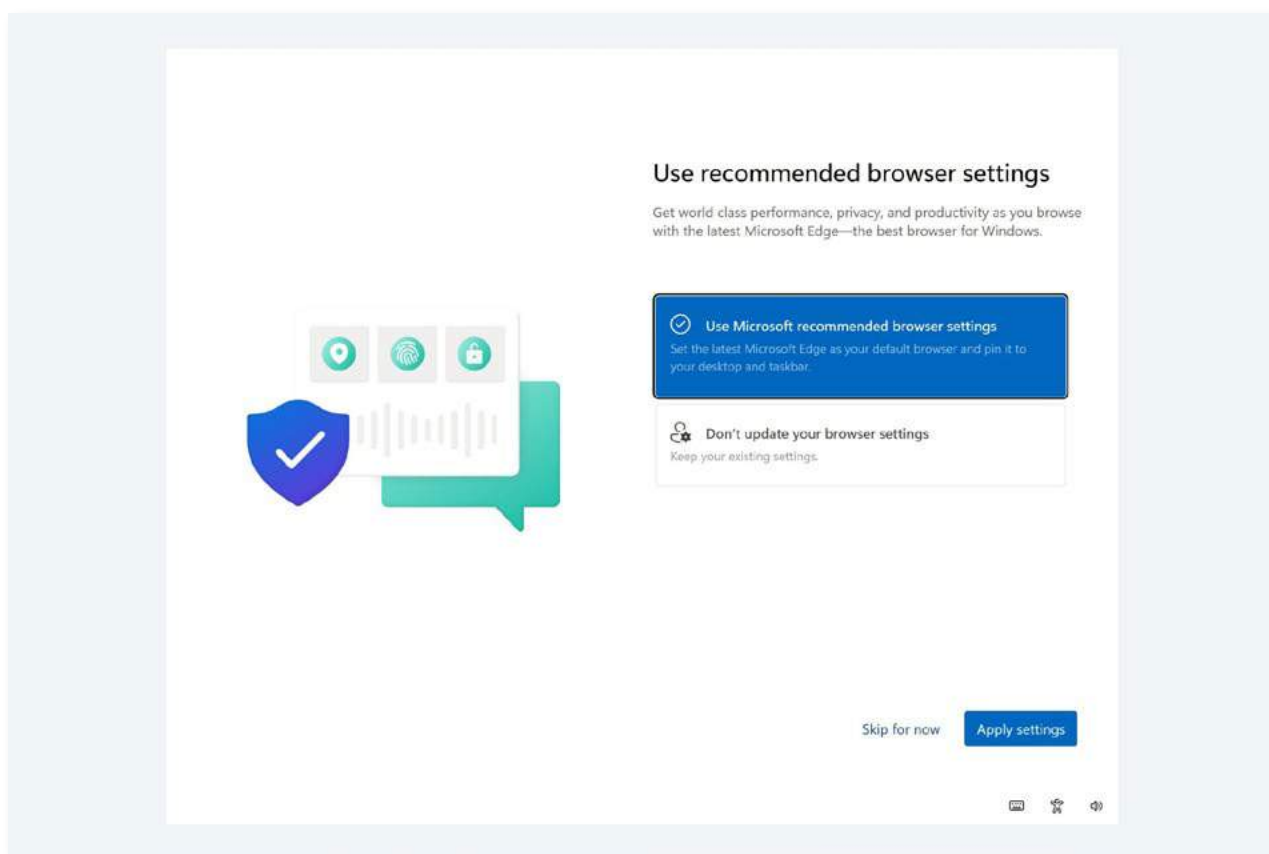 Use recommended browser settings
Get world class performance, privacy, and productivity as you browse
with the latest Microsoft Edge—the best browser for Windows.
Use Microsoft recommended browser settings
Set the latest Microsoft Edge as your default browser and pin it to
your desktop and taskbar.
Don't update your browser settings
Keep your existing settings.
Skip for now
Apply settings